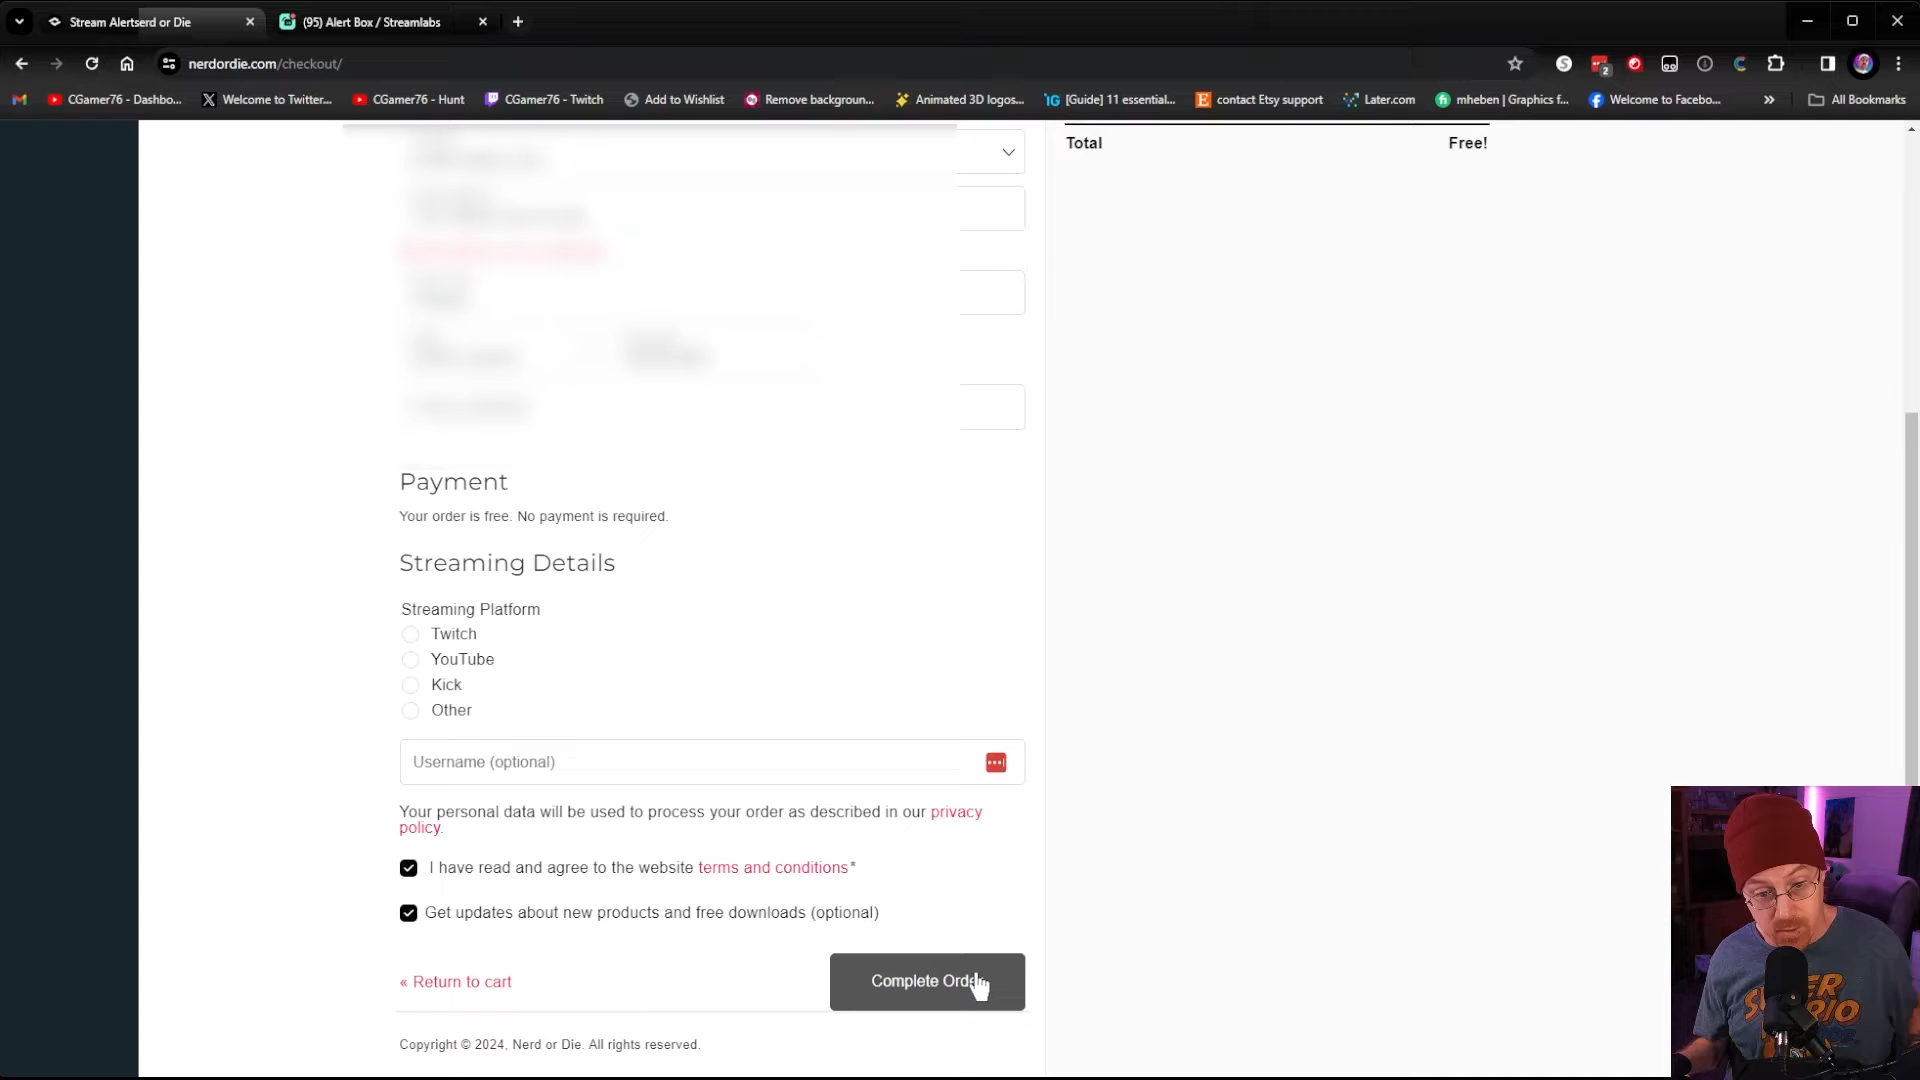 Stream Alertserd or Die
(95) Alert Box / Streamlabs
nerdordie.com/checkout/
2
CGamer76 - Dashbo...
Welcome to Twitter...
CGamer76 - Hunt
CGamer76 - Twitch
Add to Wishlist
Remove backgroun...
Animated 3D logos...
[Guide] 11 essential...
contact Etsy support
Later.com
mheben | Graphics f...
Welcome to Facebo...
»
All Bookmarks
Total
Free!
Payment
Your order is free. No payment is required.
Streaming Details
Streaming Platform
Twitch
YouTube
Kick
Other
Username (optional)
Your personal data will be used to process your order as described in our privacy
policy.
I have read and agree to the website terms and conditions*
Get updates about new products and free downloads (optional)
« Return to cart
Complete Order
Copyright © 2024, Nerd or Die. All rights reserved.
SUPER
MARIO